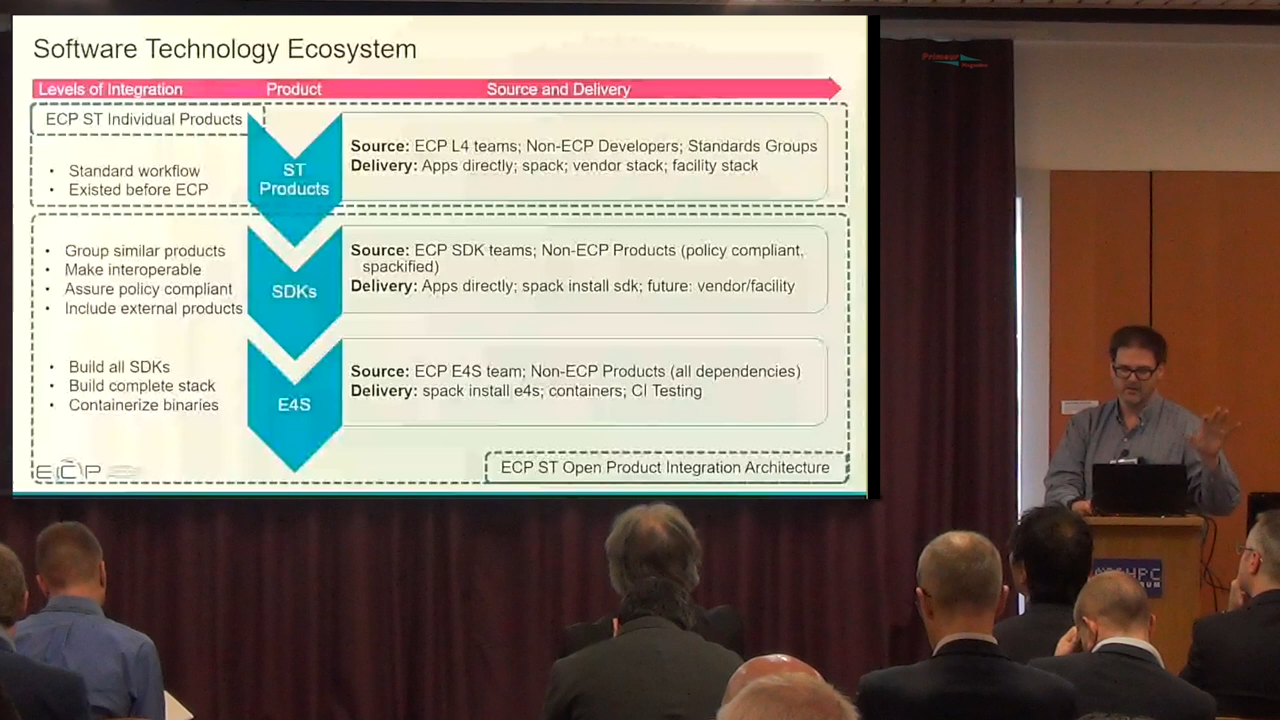 Software Technology Ecosystem
Levels of Integration Product Source and Delivery
ECP ST Individual Products
• Standard workflow
• Existed before ECP
ST
Products
Source: ECP L4 teams; Non-ECP Developers; Standards Groups
Delivery: Apps directly; spack; vendor stack; facility stack
• Group similar products
• Make interoperable
• Assure policy compliant
• Include external products
SDKs
Source: ECP SDK teams; Non-ECP Products (policy compliant,
spackified)
Delivery: Apps directly; spack install sdk; future: vendor/facility
• Build all SDKs
• Build complete stack
• Containerize binaries
E4S
Source: ECP E4S team; Non-ECP Products (all dependencies)
Delivery: spack install e4s; containers; CI Testing
ECP
ECP ST Open Product Integration Architecture
Primeur
Magazine